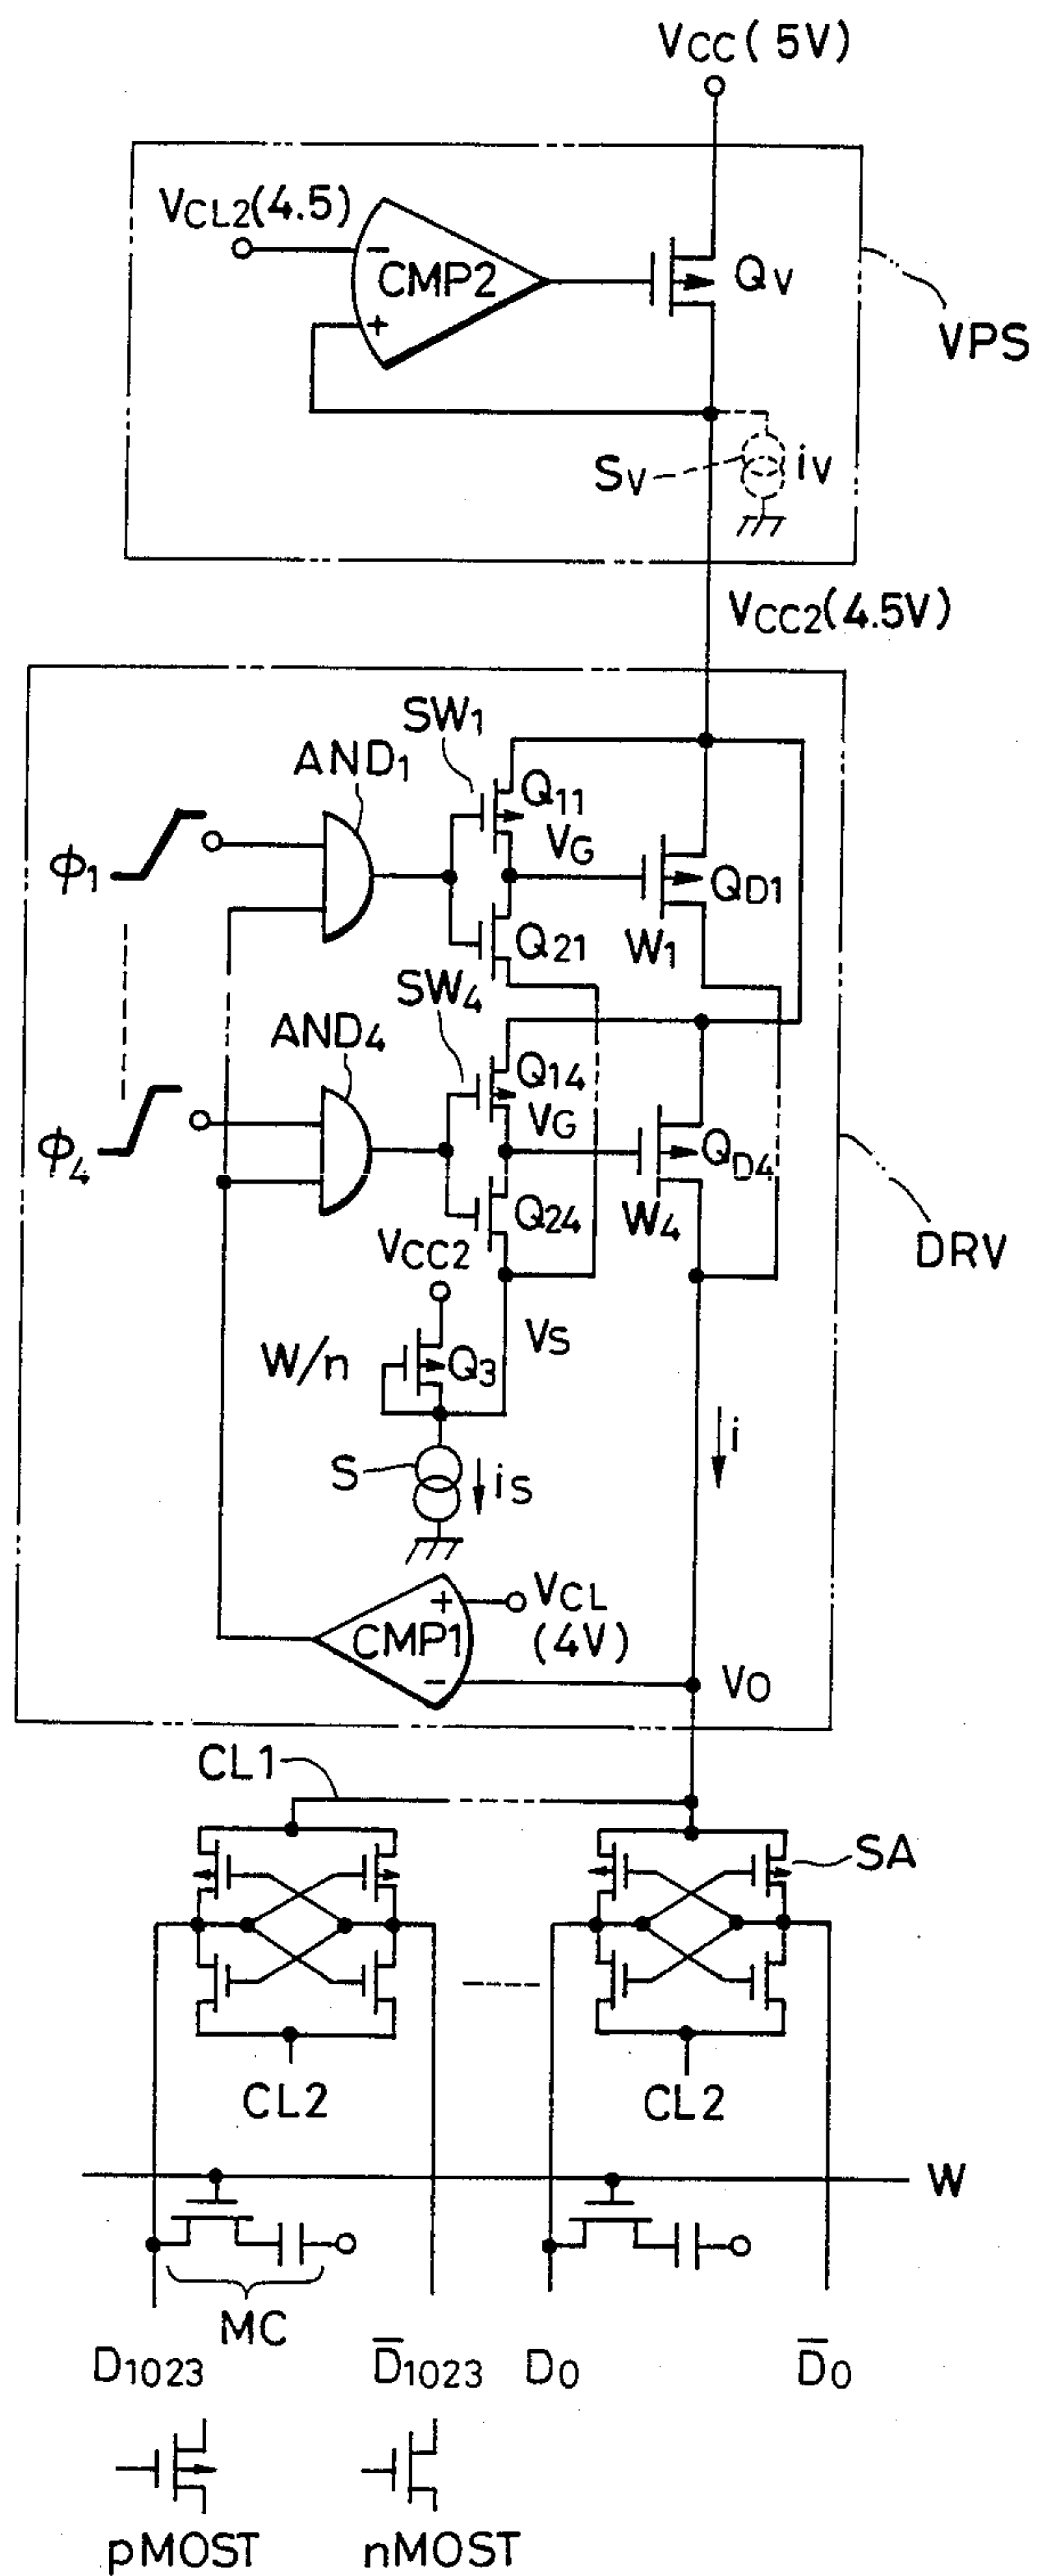 VCC(5V)
VCL2(4.5)
-
CMP2
+
QV
VPS
SV
iV
VCC2(4.5V)
SW1
AND1
Q11
VG
ϕ1
QD1
Q21
W1
SW4
AND4
Q14
VG
ϕ4
QD4
Q24
W4
VCC2
DRV
W/n
Q3
VS
i
S
iS
+
VCL
CMP1
(4V)
-
VO
CL1
SA
CL2
CL2
W
MC
D1023
D̅1023
D0
D̅0
pMOST
nMOST